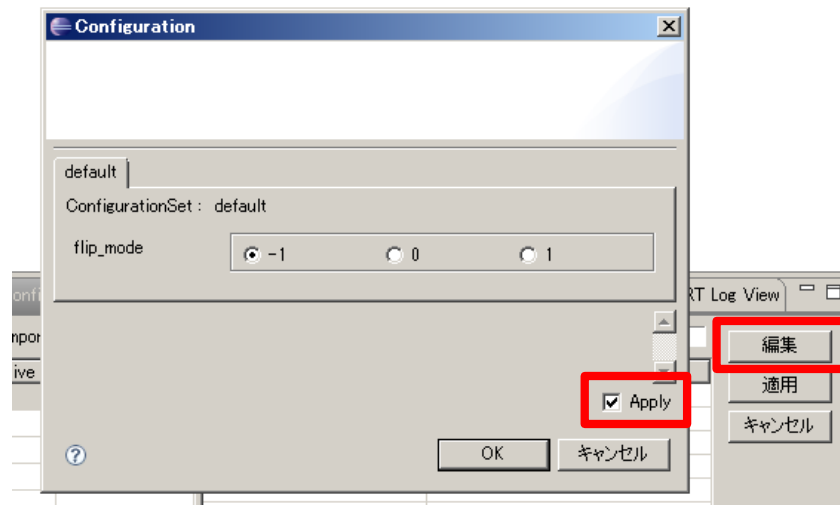 Configuration
default
ConfigurationSet : default
flip_mode
-1 0 1
RT Log View
編集
ive
適用
Apply
キャンセル
OK キャンセル